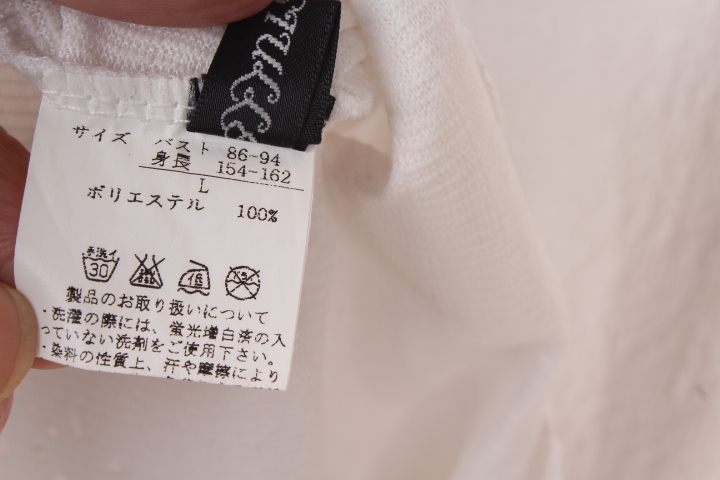 サイズ バスト 86-94
身長 154-162
L
ポリエステル 100%
手洗イ
30
製品のお取り扱いについて
・洗濯の際には、蛍光増白済の入
っていない洗剤をご使用下さい。
・染料の性質上、汗や摩擦により